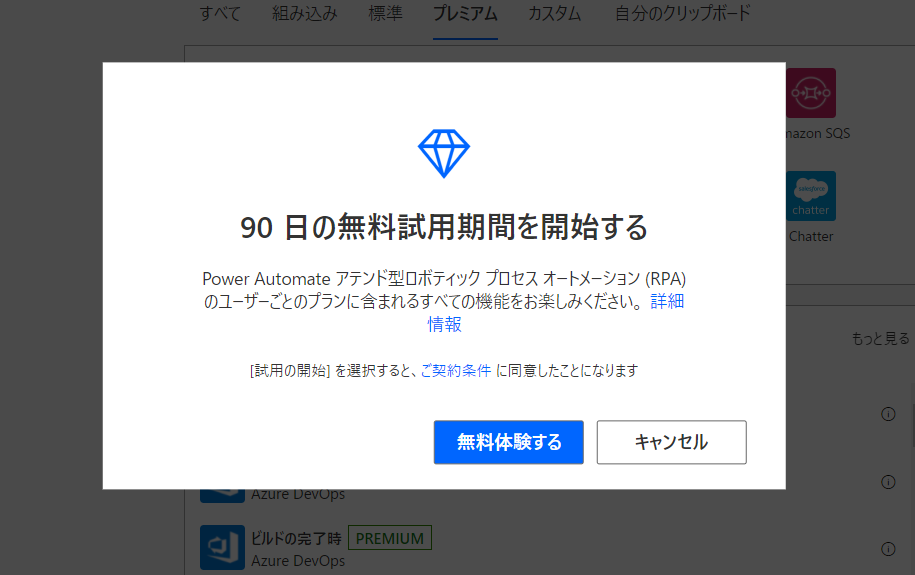 すべて 組み込み 標準 プレミアム カスタム 自分のクリップボード
mazon SQS
salesforce
chatter
Chatter
90 日の無料試用期間を開始する
Power Automate アテンド型ロボティック プロセス オートメーション (RPA)
のユーザーごとのプランに含まれるすべての機能をお楽しみください。 詳細
情報
もっと見る
[試用の開始] を選択すると、ご契約条件 に同意したことになります
無料体験する キャンセル
Azure DevOps
ビルドの完了時 PREMIUM
Azure DevOps